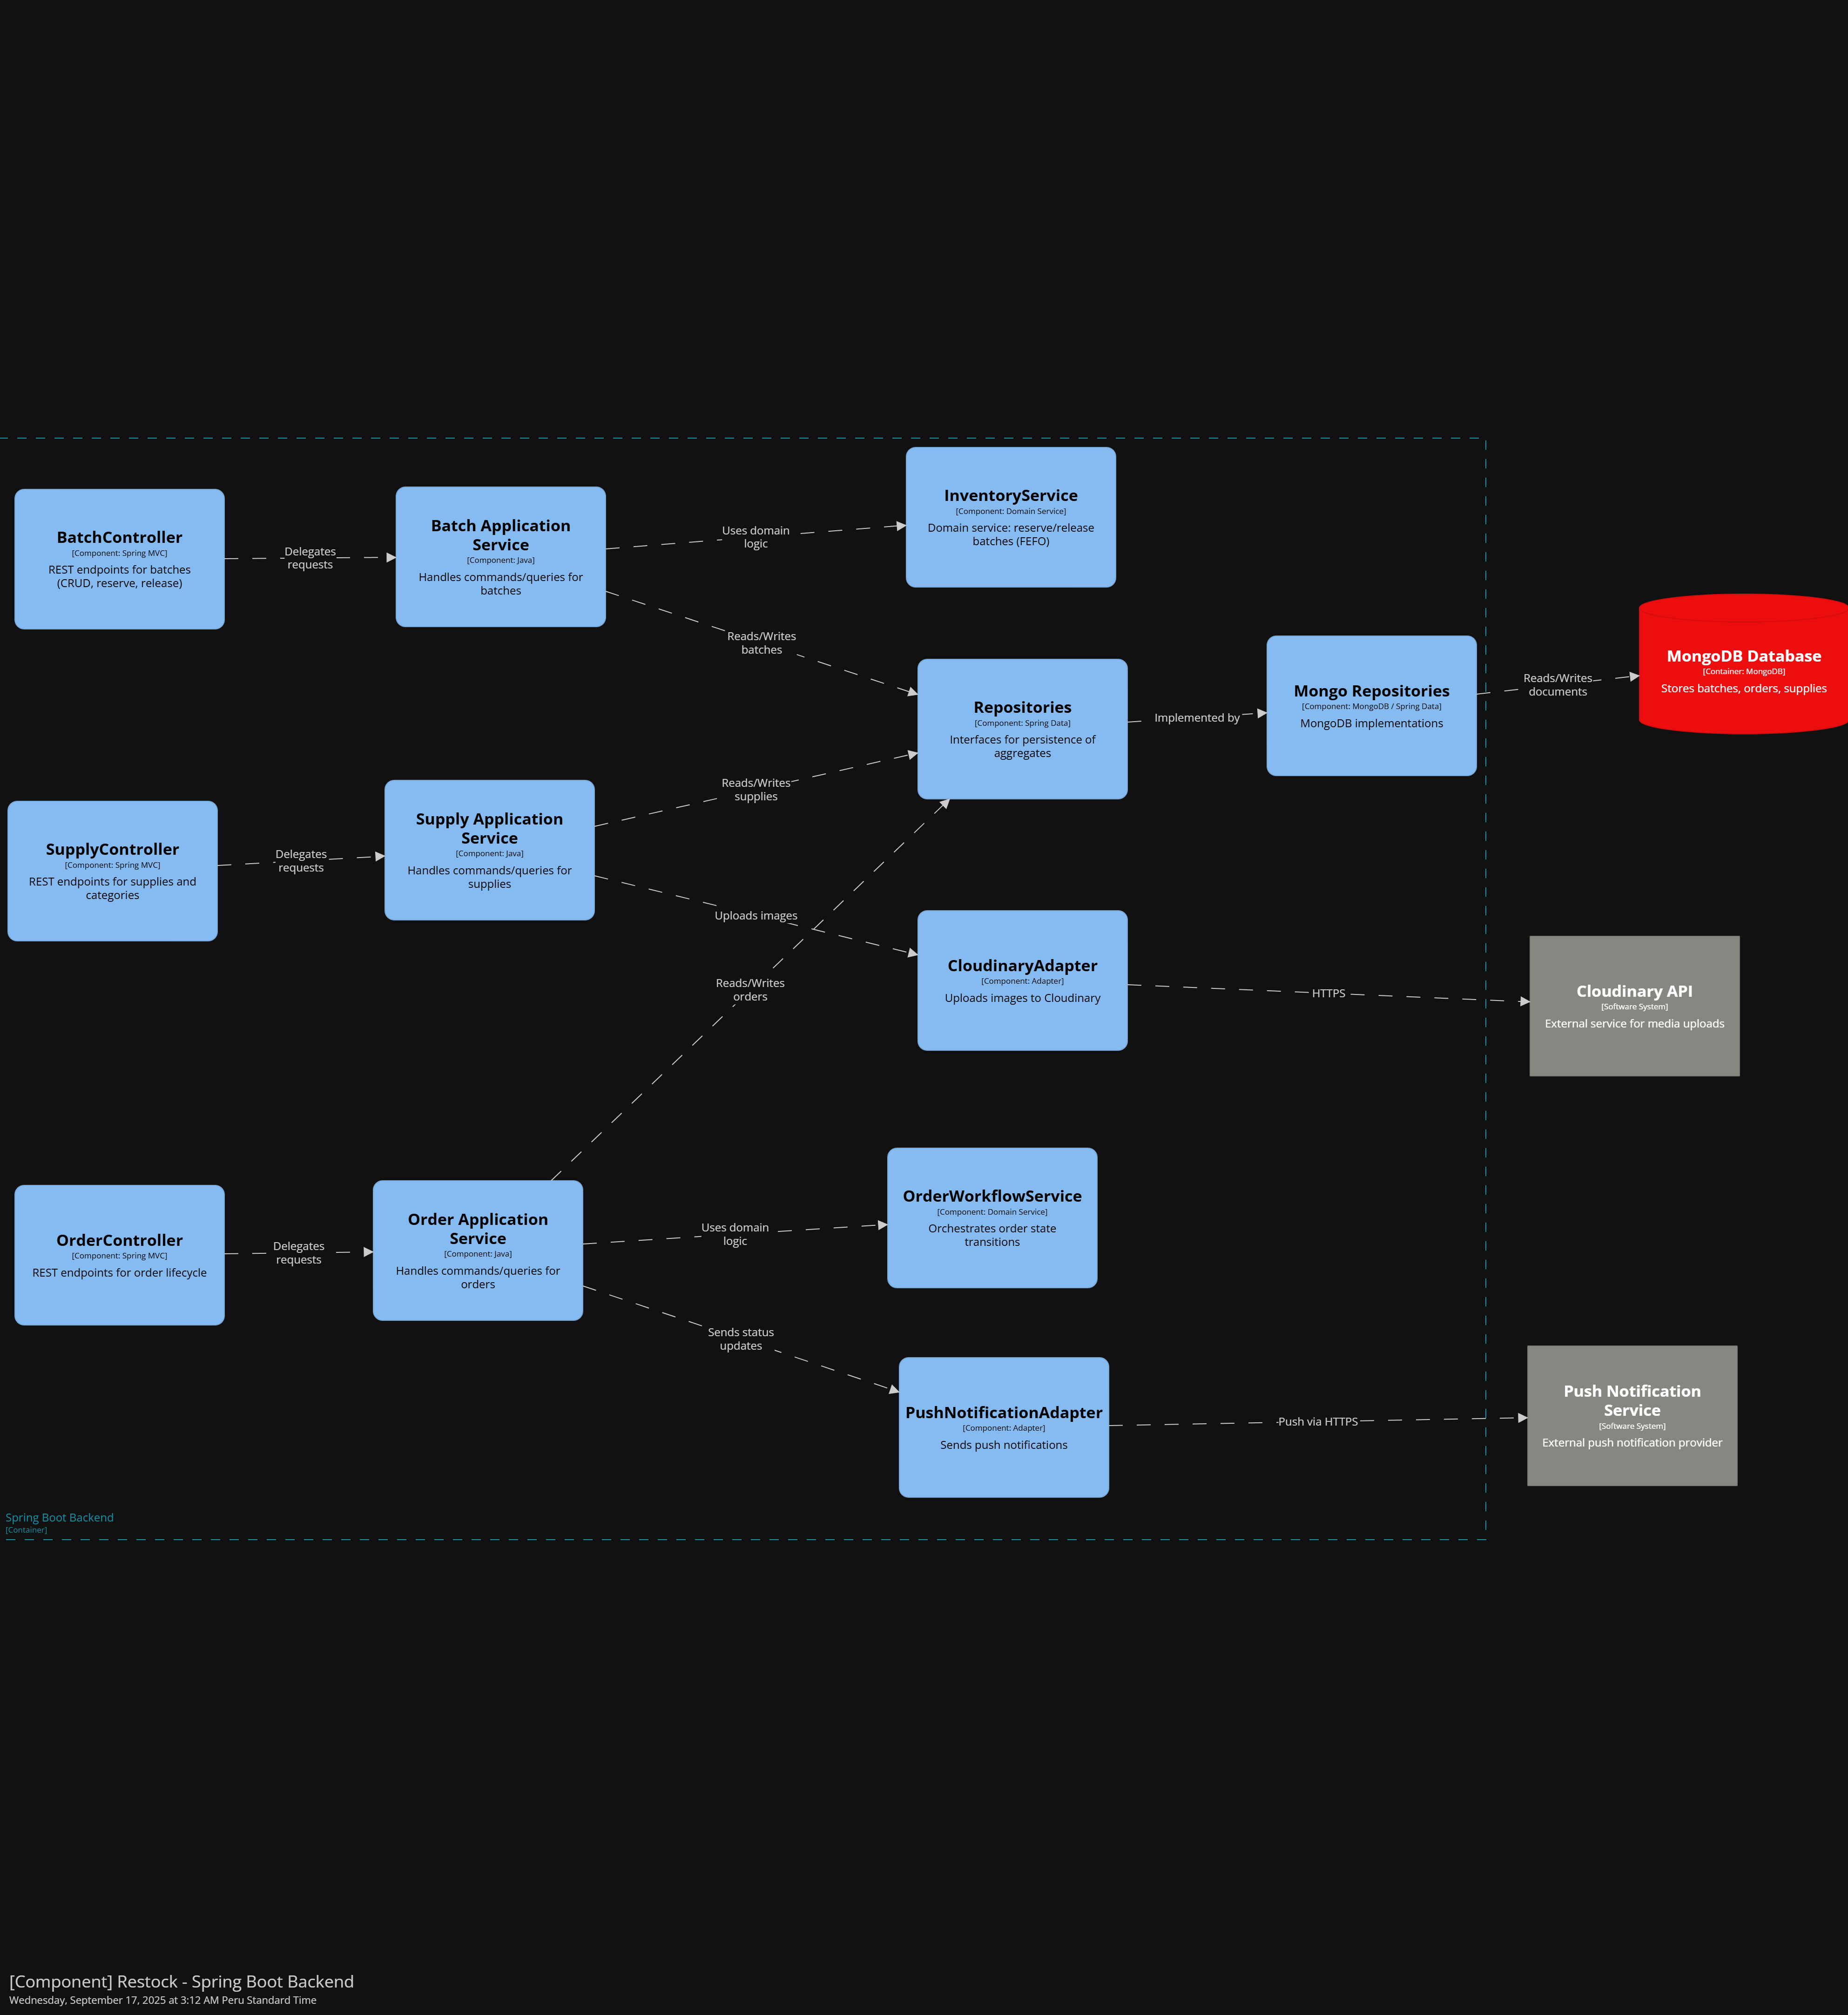 InventoryService
[Component: Domain Service]
Domain service: reserve/release
batches (FEFO)
BatchController
[Component: Spring MVC]
REST endpoints for batches
(CRUD, reserve, release)
Delegates
requests
Batch Application
Service
[Component: Java]
Handles commands/queries for
batches
Uses domain
logic
Reads/Writes
batches
Repositories
[Component: Spring Data]
Interfaces for persistence of
aggregates
Implemented by
Mongo Repositories
[Component: MongoDB / Spring Data]
MongoDB implementations
Reads/Writes
documents
MongoDB Database
[Container: MongoDB]
Stores batches, orders, supplies
SupplyController
[Component: Spring MVC]
REST endpoints for supplies and
categories
Delegates
requests
Supply Application
Service
[Component: Java]
Handles commands/queries for
supplies
Reads/Writes
supplies
Uploads images
CloudinaryAdapter
[Component: Adapter]
Uploads images to Cloudinary
HTTPS
Cloudinary API
[Software System]
External service for media uploads
Reads/Writes
orders
OrderController
[Component: Spring MVC]
REST endpoints for order lifecycle
Delegates
requests
Order Application
Service
[Component: Java]
Handles commands/queries for
orders
Uses domain
logic
OrderWorkflowService
[Component: Domain Service]
Orchestrates order state
transitions
Sends status
updates
PushNotificationAdapter
[Component: Adapter]
Sends push notifications
Push via HTTPS
Push Notification
Service
[Software System]
External push notification provider
Spring Boot Backend
[Container]
[Component] Restock - Spring Boot Backend
Wednesday, September 17, 2025 at 3:12 AM Peru Standard Time